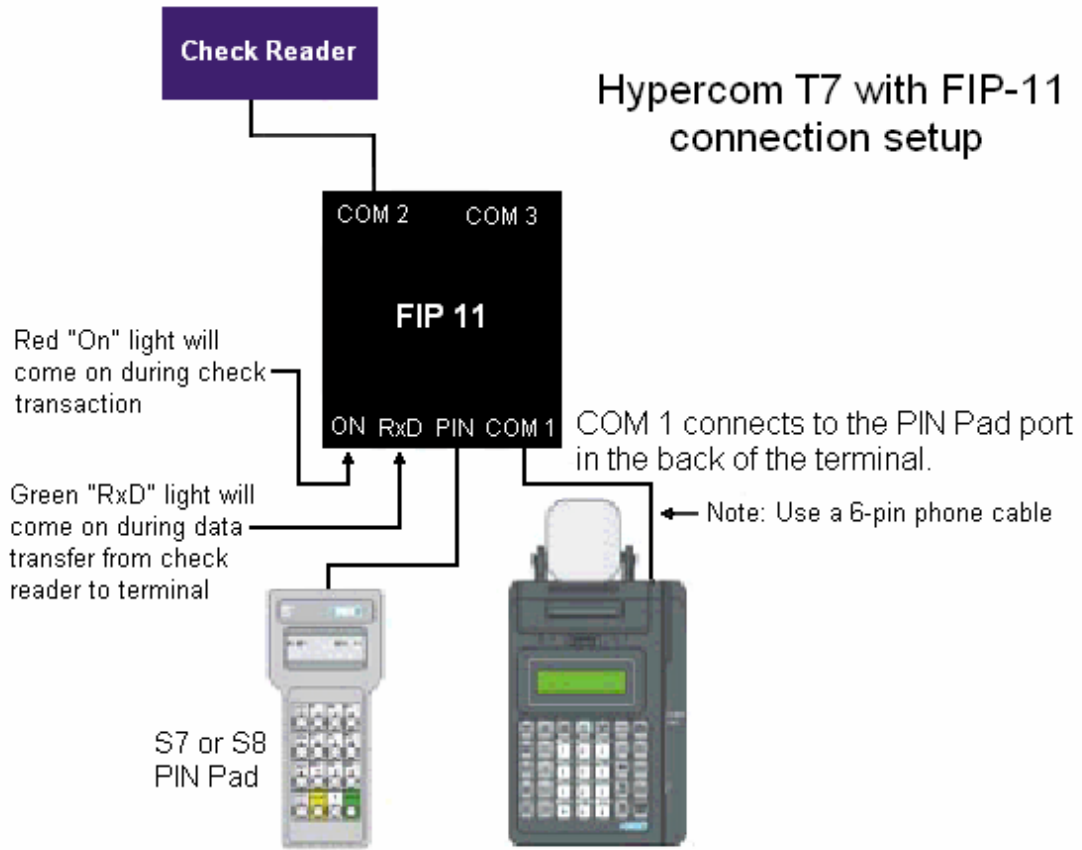 Check Reader
Hypercom T7 with FIP-11
connection setup
COM 2 COM 3
FIP 11
Red "On" light will
come on during check
transaction
ON RxD PIN COM 1
COM 1 connects to the PIN Pad port
in the back of the terminal.
Green "RxD" light will
come on during data
transfer from check
reader to terminal
Note: Use a 6-pin phone cable
S7 or S8
PIN Pad